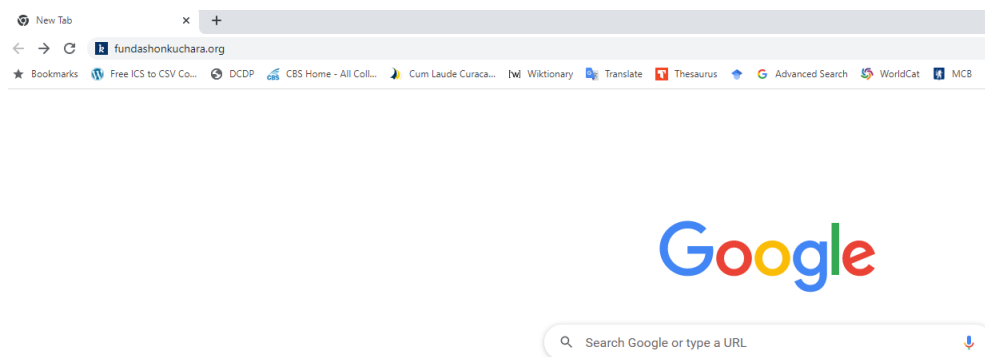 New Tab
fundashonkuchara.org
Bookmarks Free ICS to CSV Co... DCDP CBS CBS Home - All Coll... Cum Laude Curaca... [w] Wiktionary Translate T Thesaurus G Advanced Search WorldCat MCB
Google
Search Google or type a URL